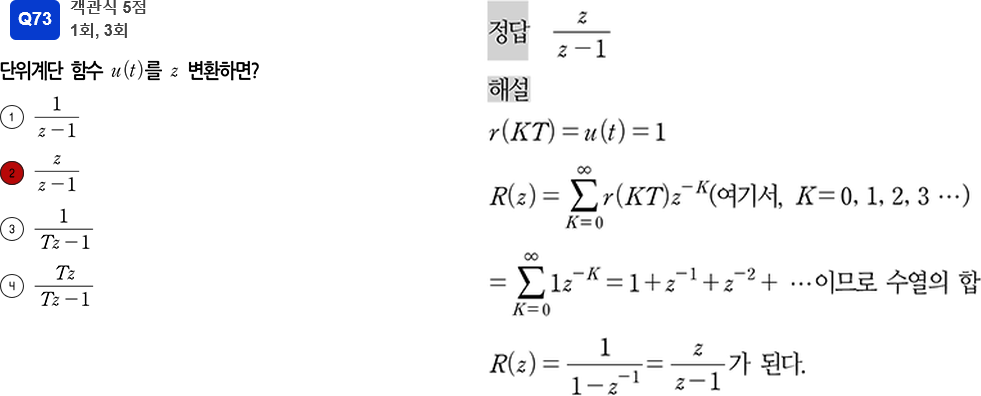 Q73
객관식 5점
1회, 3회
단위계단 함수 u(t)를 z 변환하면?
① 1/(z-1)
② z/(z-1)
③ 1/(Tz-1)
④ Tz/(Tz-1)
정답 z/(z-1)
해설
r(KT)=u(t)=1
R(z)=∑_{K=0}^{∞} r(KT)z^{-K}(여기서, K=0, 1, 2, 3 ⋯)
=∑_{K=0}^{∞} 1z^{-K}=1+z^{-1}+z^{-2}+ ⋯이므로 수열의 합
R(z)=1/(1-z^{-1})=z/(z-1)가 된다.